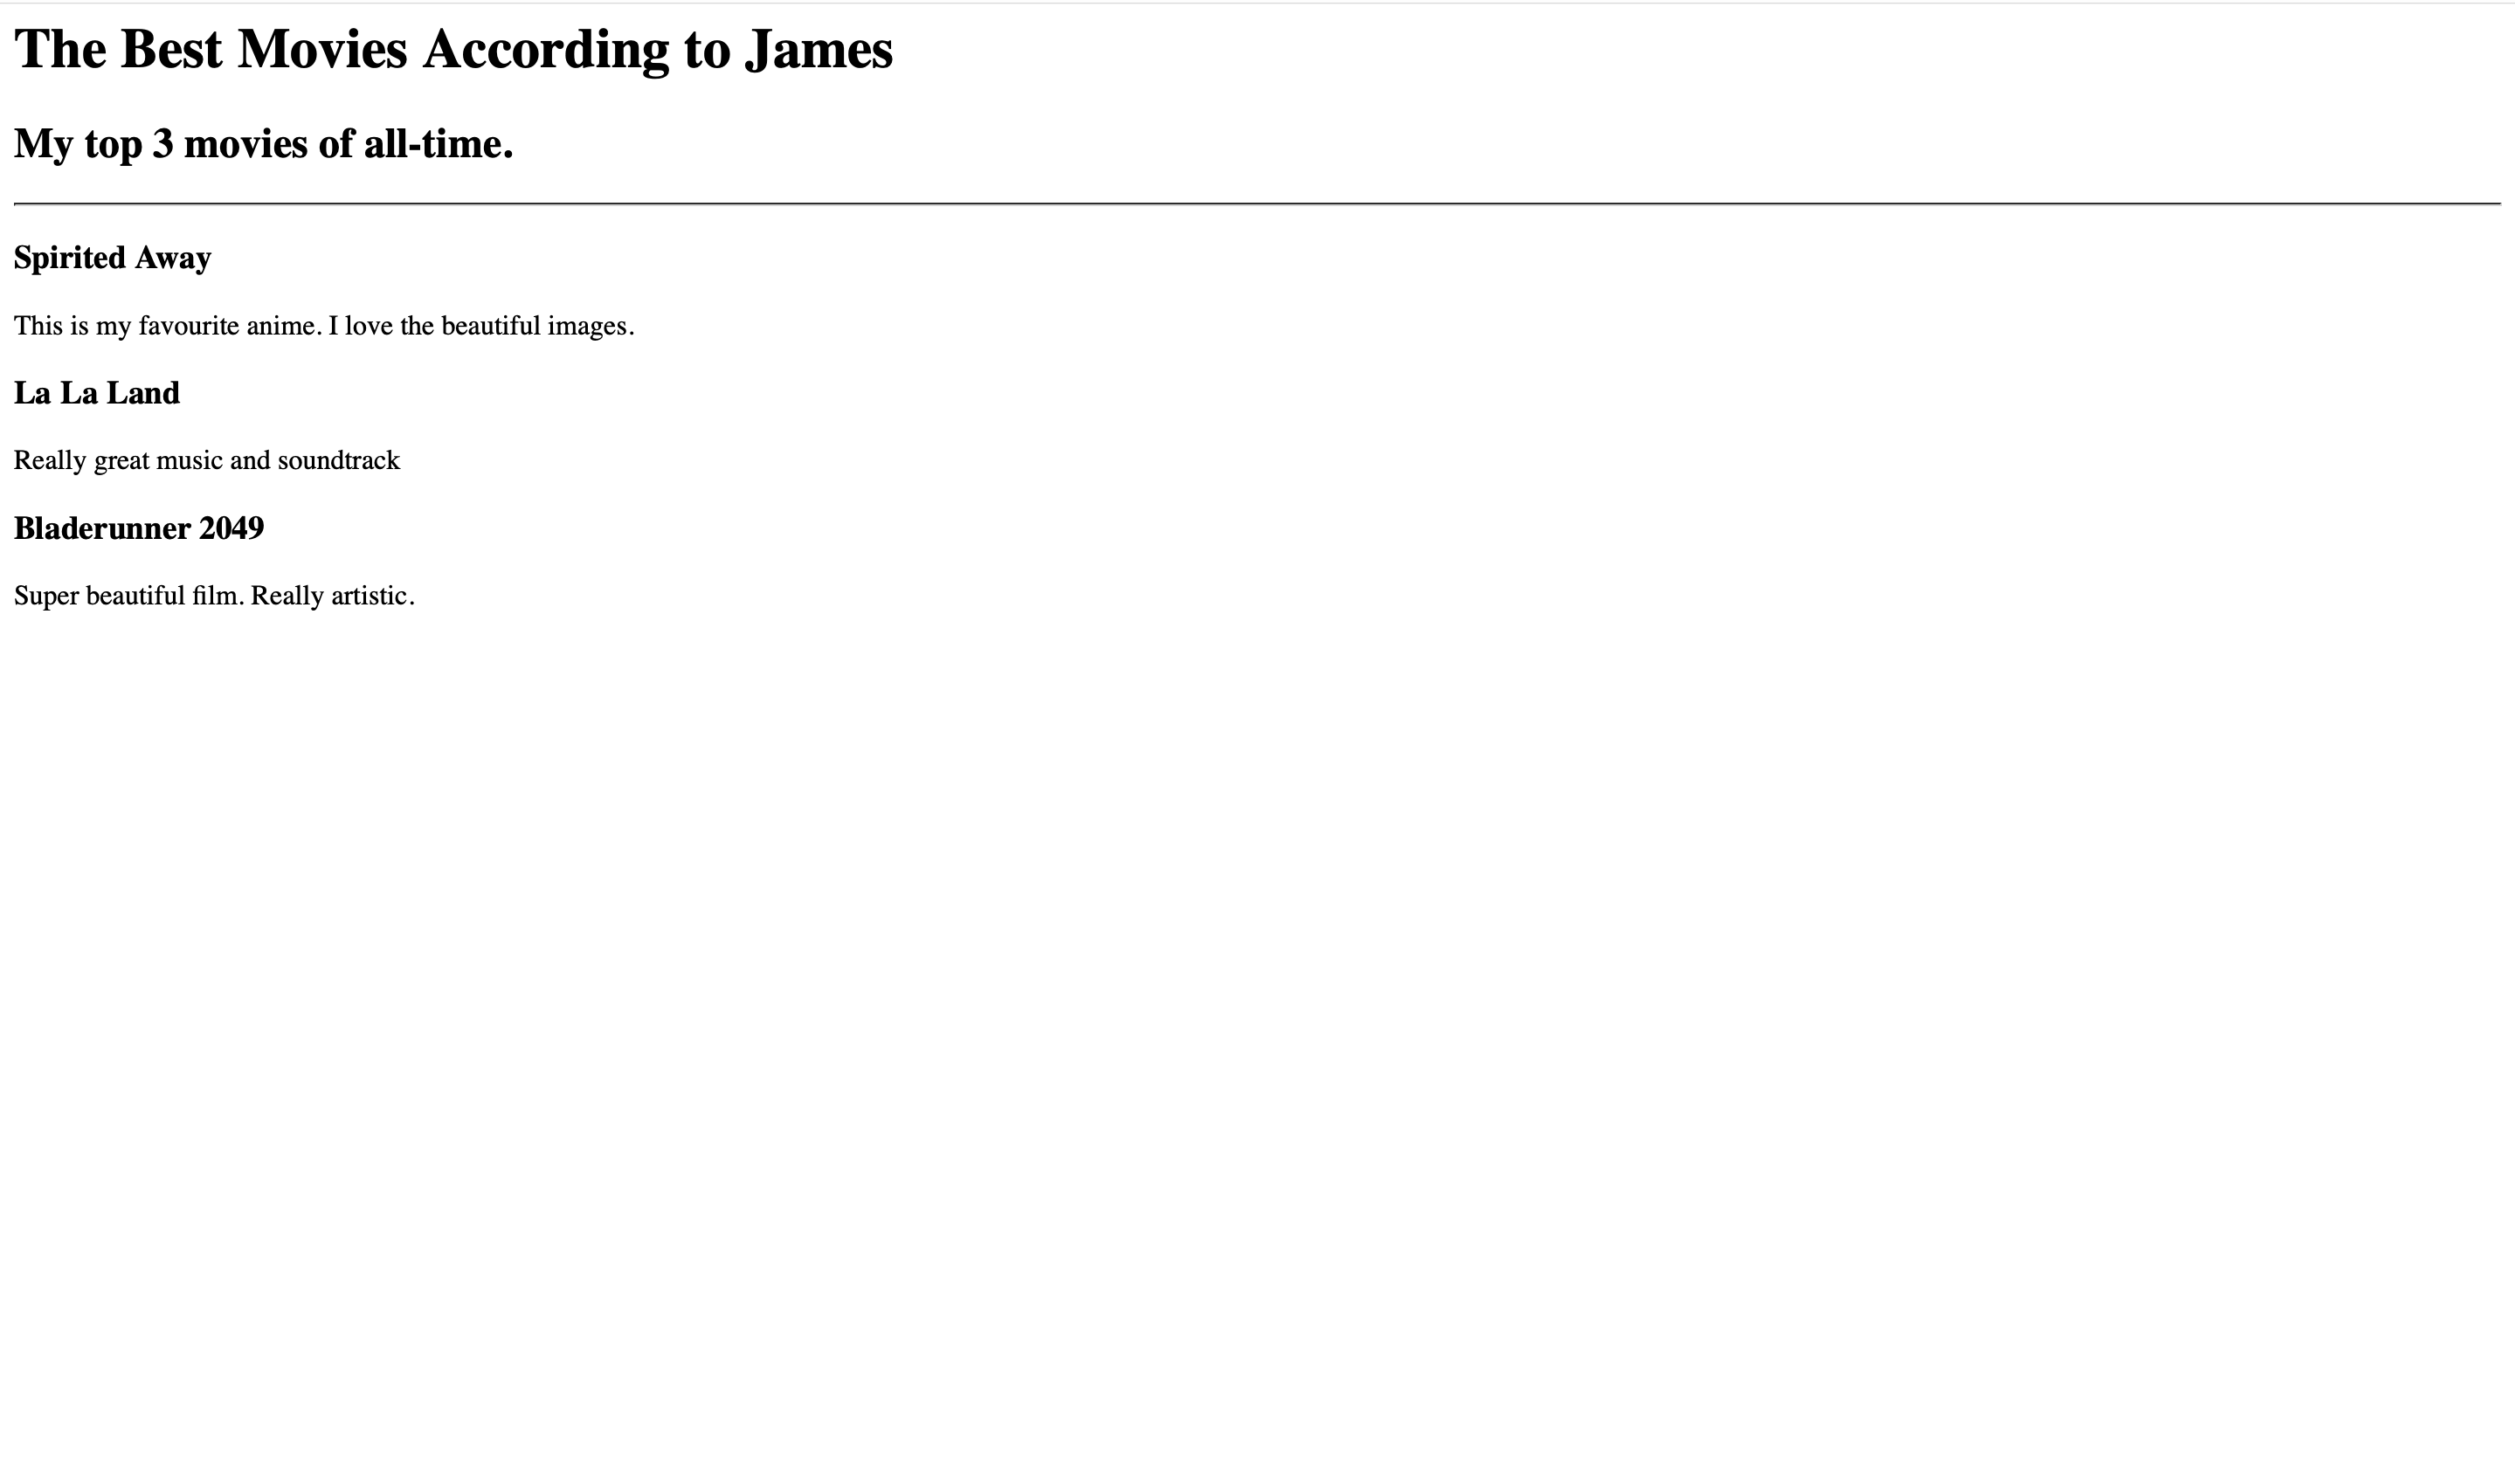 The Best Movies According to James
My top 3 movies of all-time.
Spirited Away
This is my favourite anime. I love the beautiful images.
La La Land
Really great music and soundtrack
Bladerunner 2049
Super beautiful film. Really artistic.